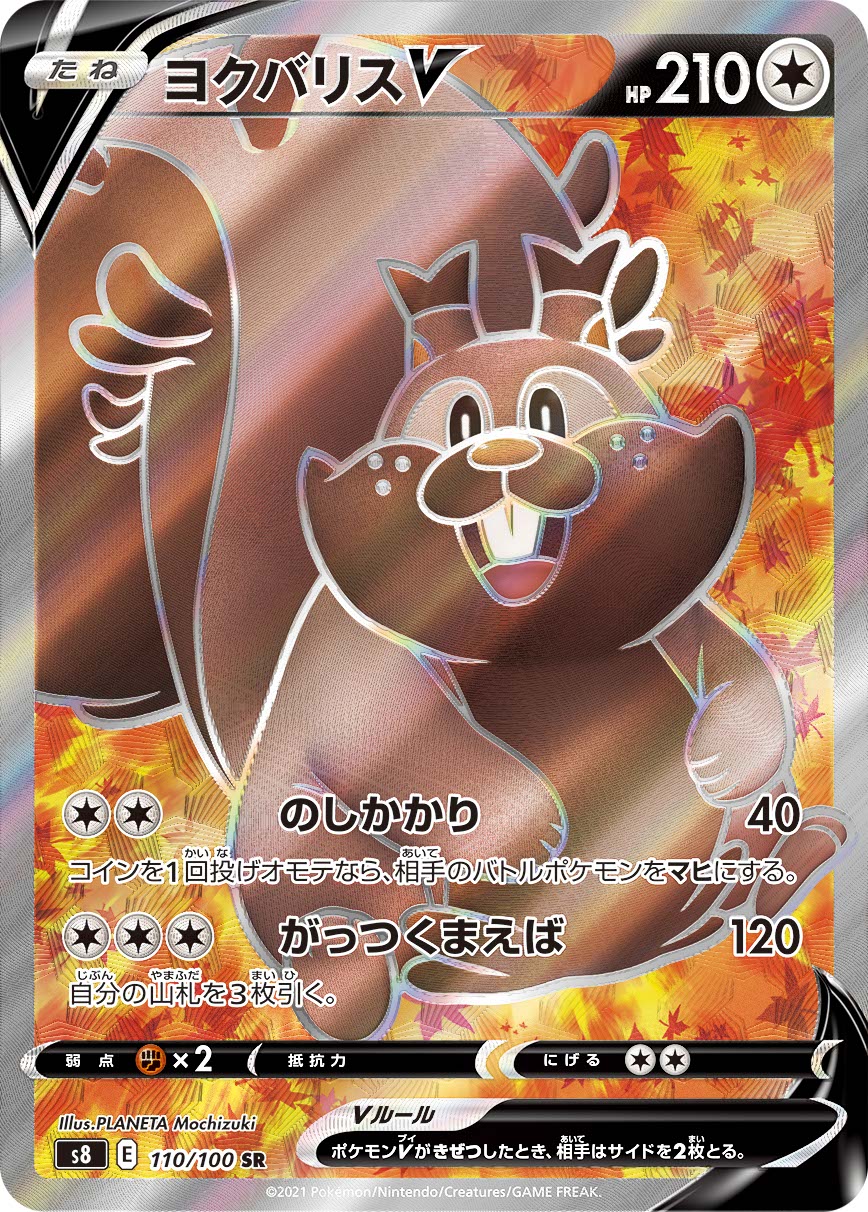 たね ヨクバリスV HP 210
のしかかり 40
コインを1回投げオモテなら、相手のバトルポケモンをマヒにする。
がっつくまえば 120
自分の山札を3枚引く。
弱点 ×2 抵抗力 にげる
Illus.PLANETA Mochizuki
Vルール
ポケモンVがきぜつしたとき、相手はサイドを2枚とる。
s8 E 110/100 SR
©2021 Pokémon/Nintendo/Creatures/GAME FREAK.